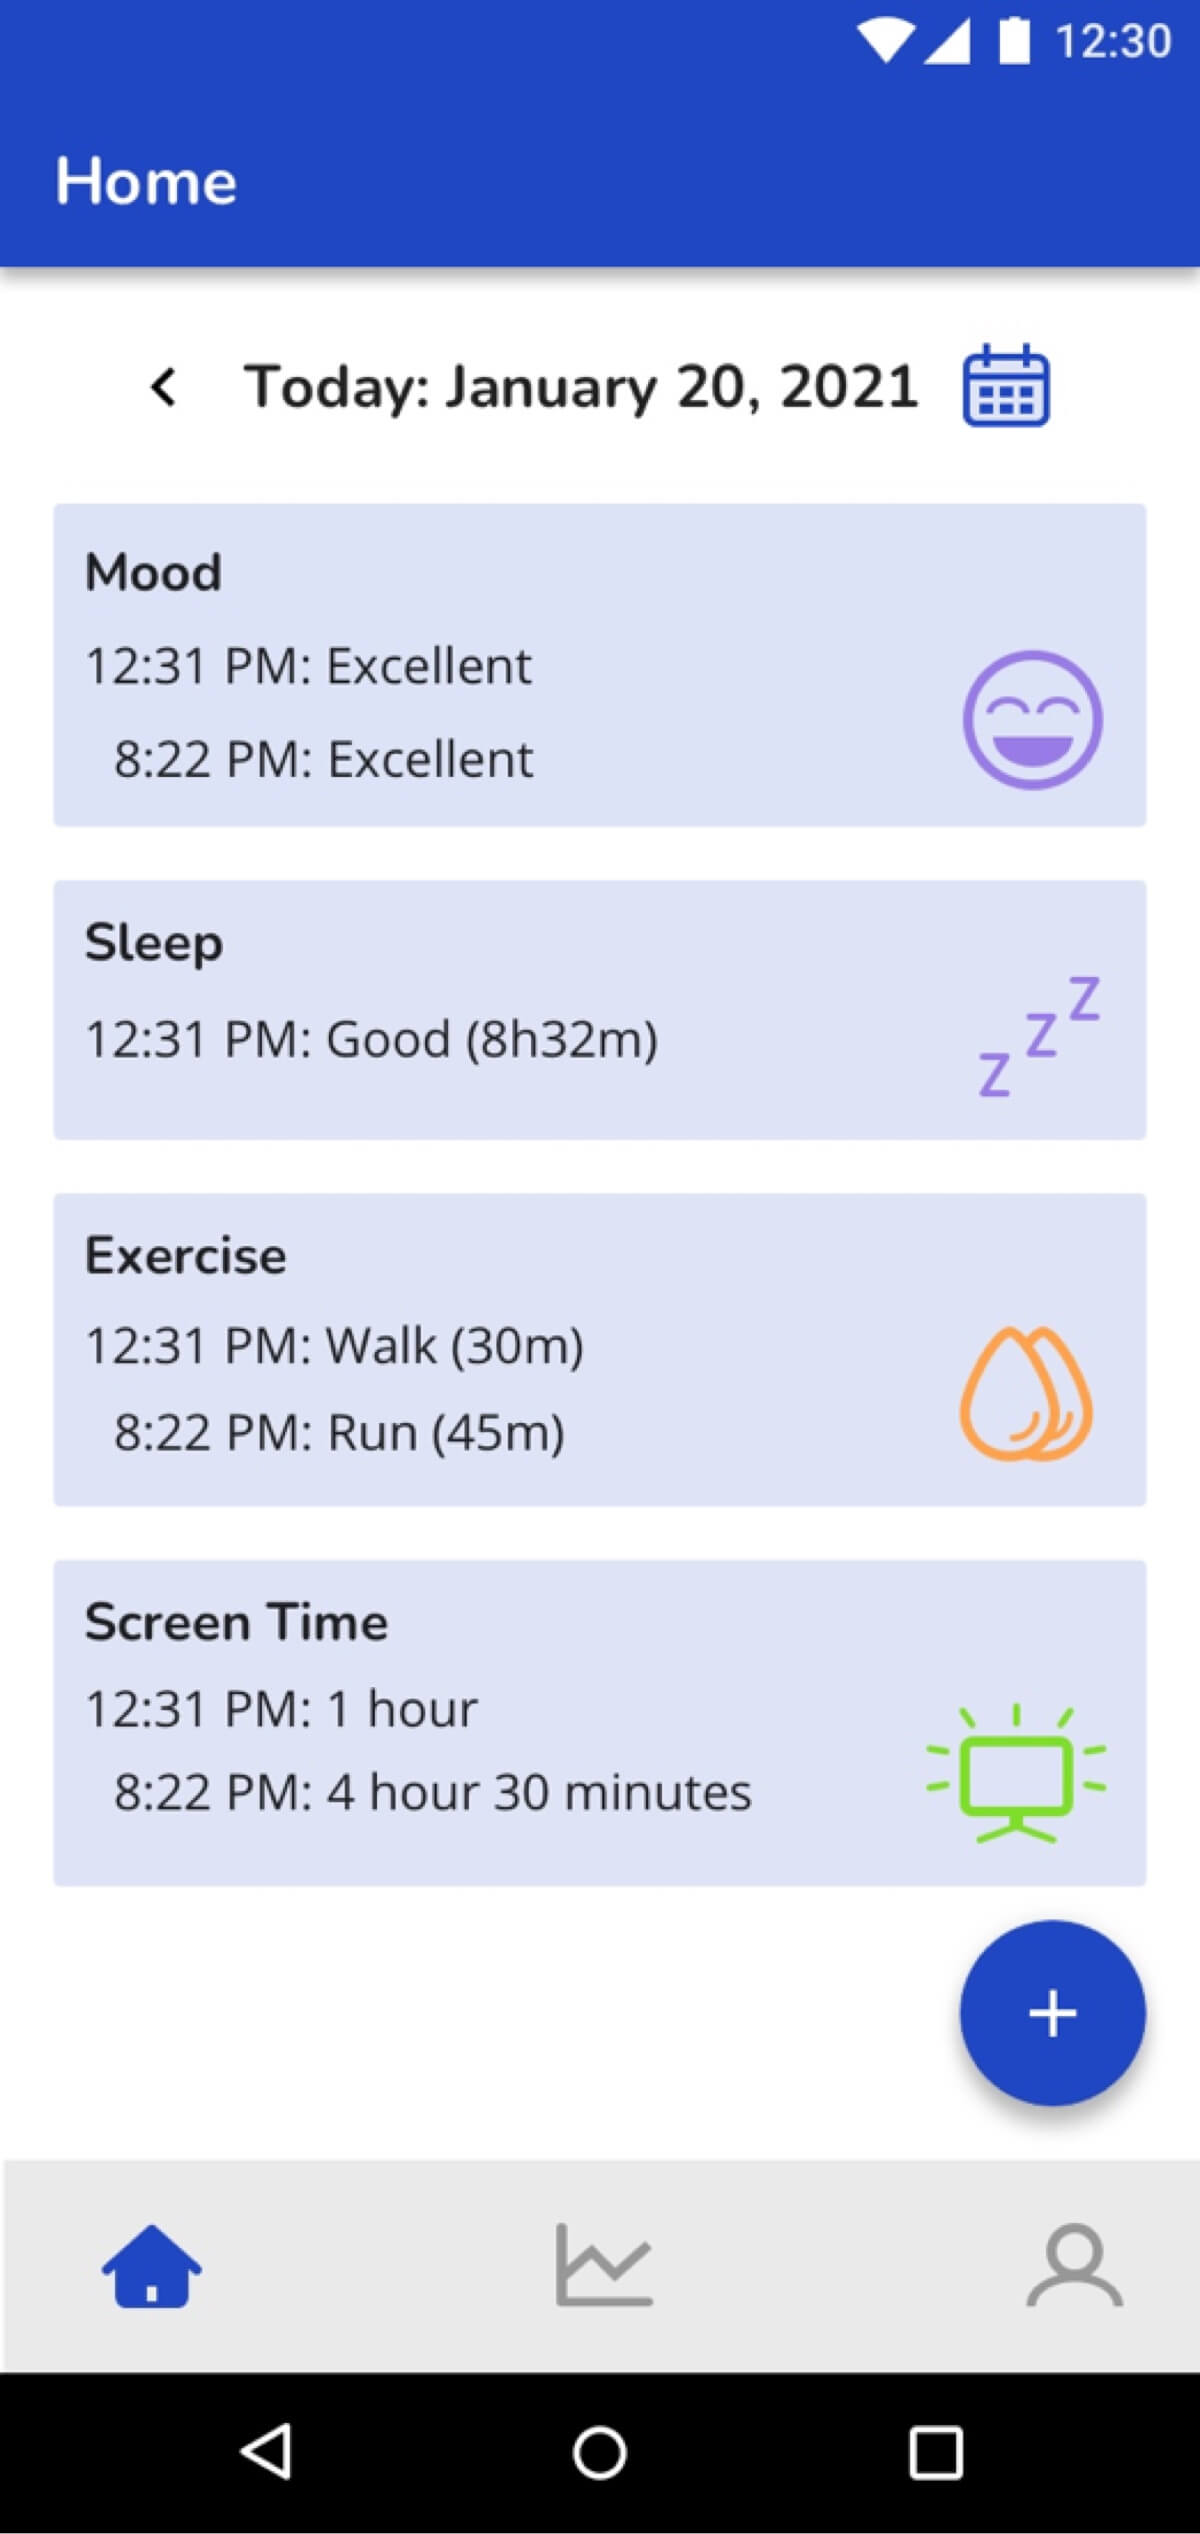 12:30
Home
Today: January 20, 2021
Mood
12:31 PM: Excellent
8:22 PM: Excellent
Sleep
12:31 PM: Good (8h32m)
z z z
Exercise
12:31 PM: Walk (30m)
8:22 PM: Run (45m)
Screen Time
12:31 PM: 1 hour
8:22 PM: 4 hour 30 minutes
+